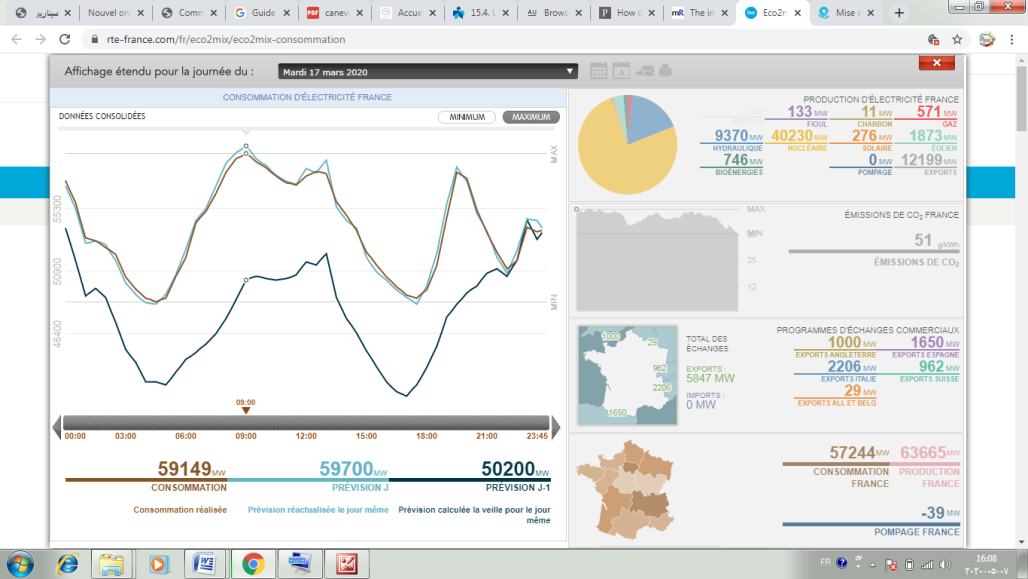 سيناريو
Nouvel on
Comm
Guide
canev
Accue
15.4. L
Brows
How c
The in
Eco2n
Mise e
rte-france.com/fr/eco2mix/eco2mix-consommation
Affichage étendu pour la journée du :
Mardi 17 mars 2020
CONSOMMATION D'ÉLECTRICITÉ FRANCE
DONNÉES CONSOLIDÉES
MINIMUM
MAXIMUM
MAX
55300
50900
46400
MIN
09:00
00:00 03:00 06:00 09:00 12:00 15:00 18:00 21:00 23:45
59149 MW
CONSOMMATION
Consommation réalisée
59700 MW
PRÉVISION J
Prévision réactualisée le jour même
50200 MW
PRÉVISION J-1
Prévision calculée la veille pour le jour
même
PRODUCTION D'ÉLECTRICITÉ FRANCE
133 MW
FIOUL
11 MW
CHARBON
571 MW
GAZ
9370 MW
HYDRAULIQUE
40230 MW
NUCLÉAIRE
276 MW
SOLAIRE
1873 MW
ÉOLIEN
746 MW
BIOÉNERGIES
0 MW
POMPAGE
12199 MW
EXPORTS
MAX
MIN
25
12
ÉMISSIONS DE CO2 FRANCE
51 g/kWh
ÉMISSIONS DE CO2
1000
29
962
2206
1650
TOTAL DES
ÉCHANGES
EXPORTS :
5847 MW
IMPORTS :
0 MW
PROGRAMMES D'ÉCHANGES COMMERCIAUX
1000 MW
EXPORTS ANGLETERRE
1650 MW
EXPORTS ESPAGNE
2206 MW
EXPORTS ITALIE
962 MW
EXPORTS SUISSE
29 MW
EXPORTS ALL ET BELG
57244 MW
CONSOMMATION
FRANCE
63665 MW
PRODUCTION
FRANCE
-39 MW
POMPAGE FRANCE
FR
16:08